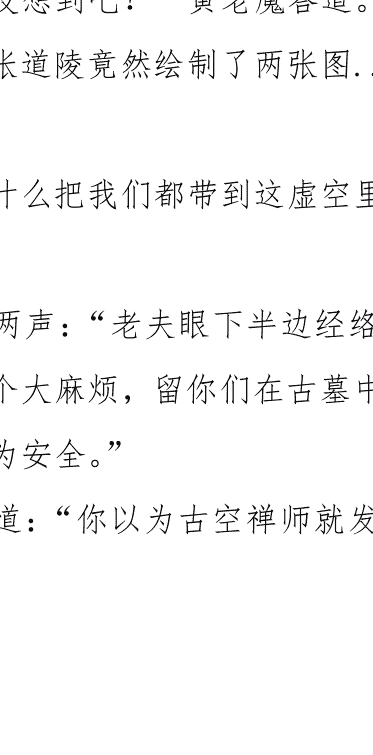 没想到吧！” 黄老魔答道。
张道陵竟然绘制了两张图..
什么把我们都带到这虚空里
两声：“老夫眼下半边经络
个大麻烦，留你们在古墓中
为安全。”
道：“你以为古空禅师就发